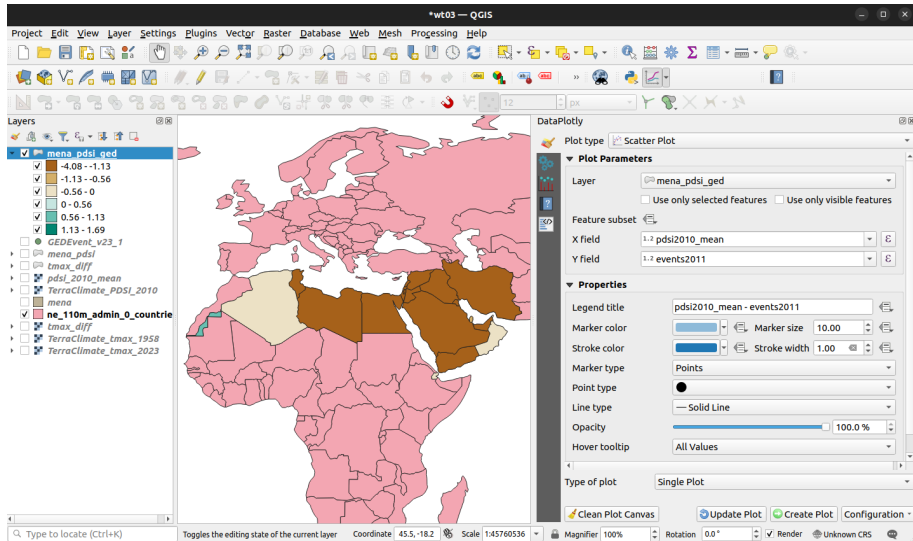 *wt03 — QGIS
Project Edit View Layer Settings Plugins Vector Raster Database Web Mesh Processing Help
abc abc abc
12 px
Layers
mena_pdsi_ged
-4.08 - -1.13
-1.13 - -0.56
-0.56 - 0
0 - 0.56
0.56 - 1.13
1.13 - 1.69
GEDEvent_v23_1
mena_pdsi
tmax_diff
pdsi_2010_mean
TerraClimate_PDSI_2010
mena
ne_110m_admin_0_countrie
tmax_diff
TerraClimate_tmax_1958
TerraClimate_tmax_2023
DataPlotly
Plot type Scatter Plot
Plot Parameters
Layer mena_pdsi_ged
Use only selected features Use only visible features
Feature subset
X field 1.2 pdsi2010_mean
Y field 1.2 events2011
Properties
Legend title pdsi2010_mean - events2011
Marker color Marker size 10.00
Stroke color Stroke width 1.00
Marker type Points
Point type
Line type Solid Line
Opacity 100.0 %
Hover tooltip All Values
Type of plot Single Plot
Clean Plot Canvas Update Plot Create Plot Configuration
Type to locate (Ctrl+K) Toggles the editing state of the current layer Coordinate 45.5,-18.2 Scale 1:45760536 Magnifier 100% Rotation 0.0° Render Unknown CRS